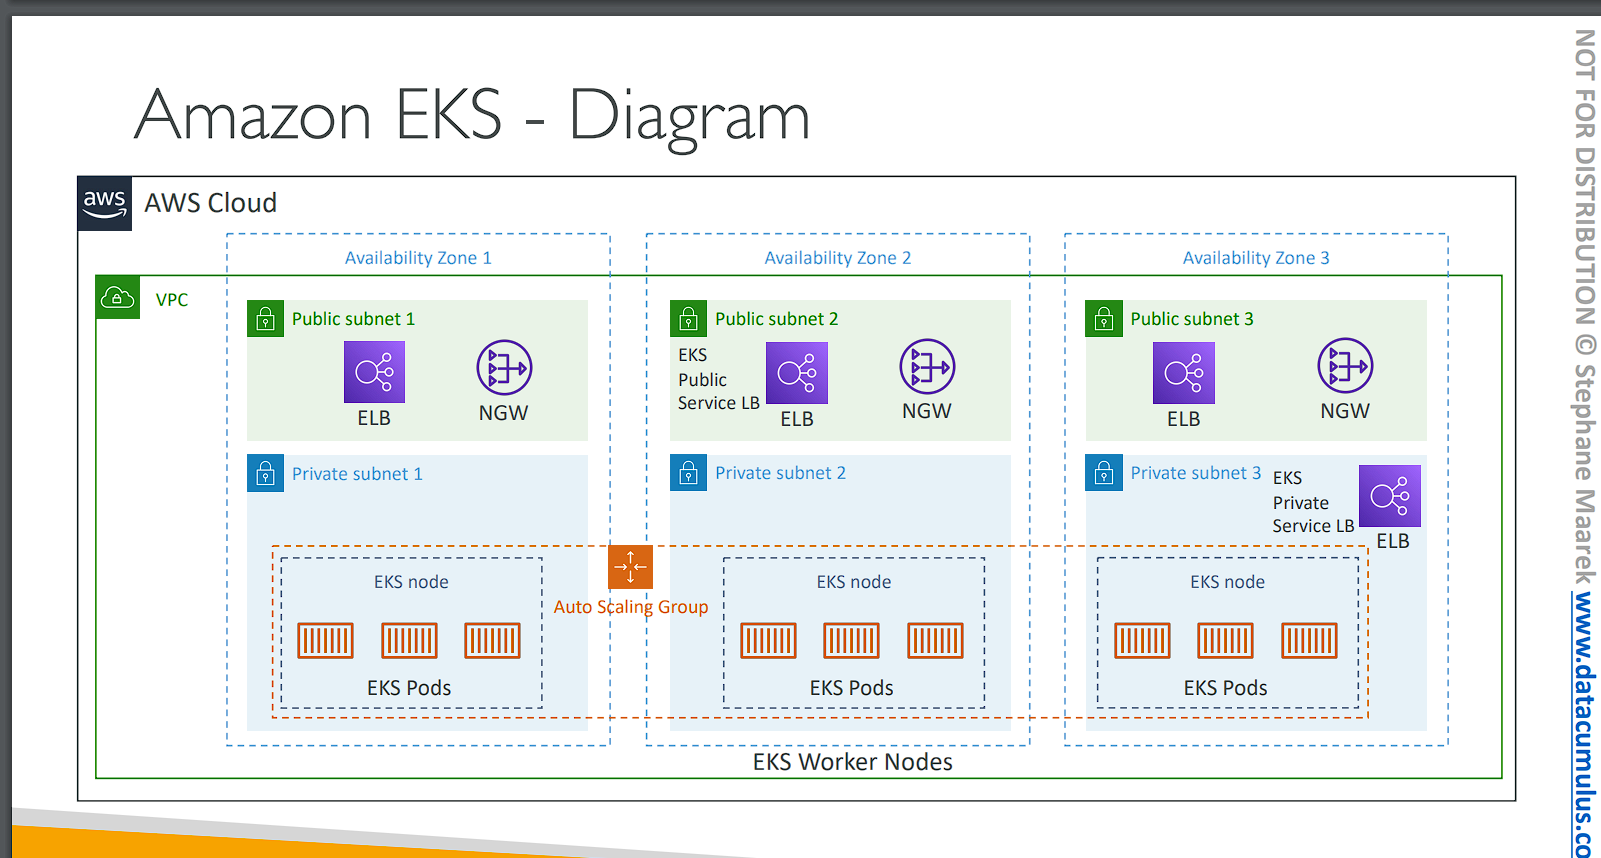 Amazon EKS - Diagram
aws
AWS Cloud
Availability Zone 1
Availability Zone 2
Availability Zone 3
VPC
Public subnet 1
ELB
NGW
Public subnet 2
EKS
Public
Service LB
ELB
NGW
Public subnet 3
ELB
NGW
Private subnet 1
Private subnet 2
Private subnet 3
EKS
Private
Service LB
ELB
EKS node
Auto Scaling Group
EKS node
EKS node
EKS Pods
EKS Pods
EKS Pods
EKS Worker Nodes
NOT FOR DISTRIBUTION © Stephane Maarek www.datacumulus.co